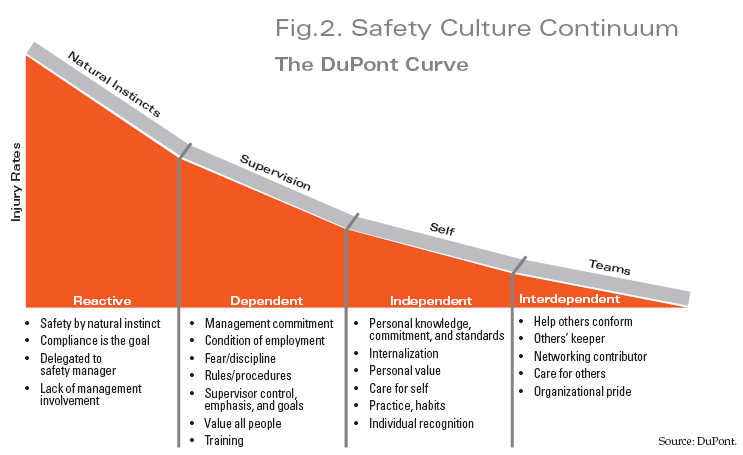 Fig.2. Safety Culture Continuum
The DuPont Curve
Natural Instincts
Supervision
Self
Teams
Injury Rates
Reactive
• Safety by natural instinct
• Compliance is the goal
• Delegated to
safety manager
• Lack of management
involvement
Dependent
• Management commitment
• Condition of employment
• Fear/discipline
• Rules/procedures
• Supervisor control,
emphasis, and goals
• Value all people
• Training
Independent
• Personal knowledge,
commitment, and standards
• Internalization
• Personal value
• Care for self
• Practice, habits
• Individual recognition
Interdependent
• Help others conform
• Others’ keeper
• Networking contributor
• Care for others
• Organizational pride
Source: DuPont.